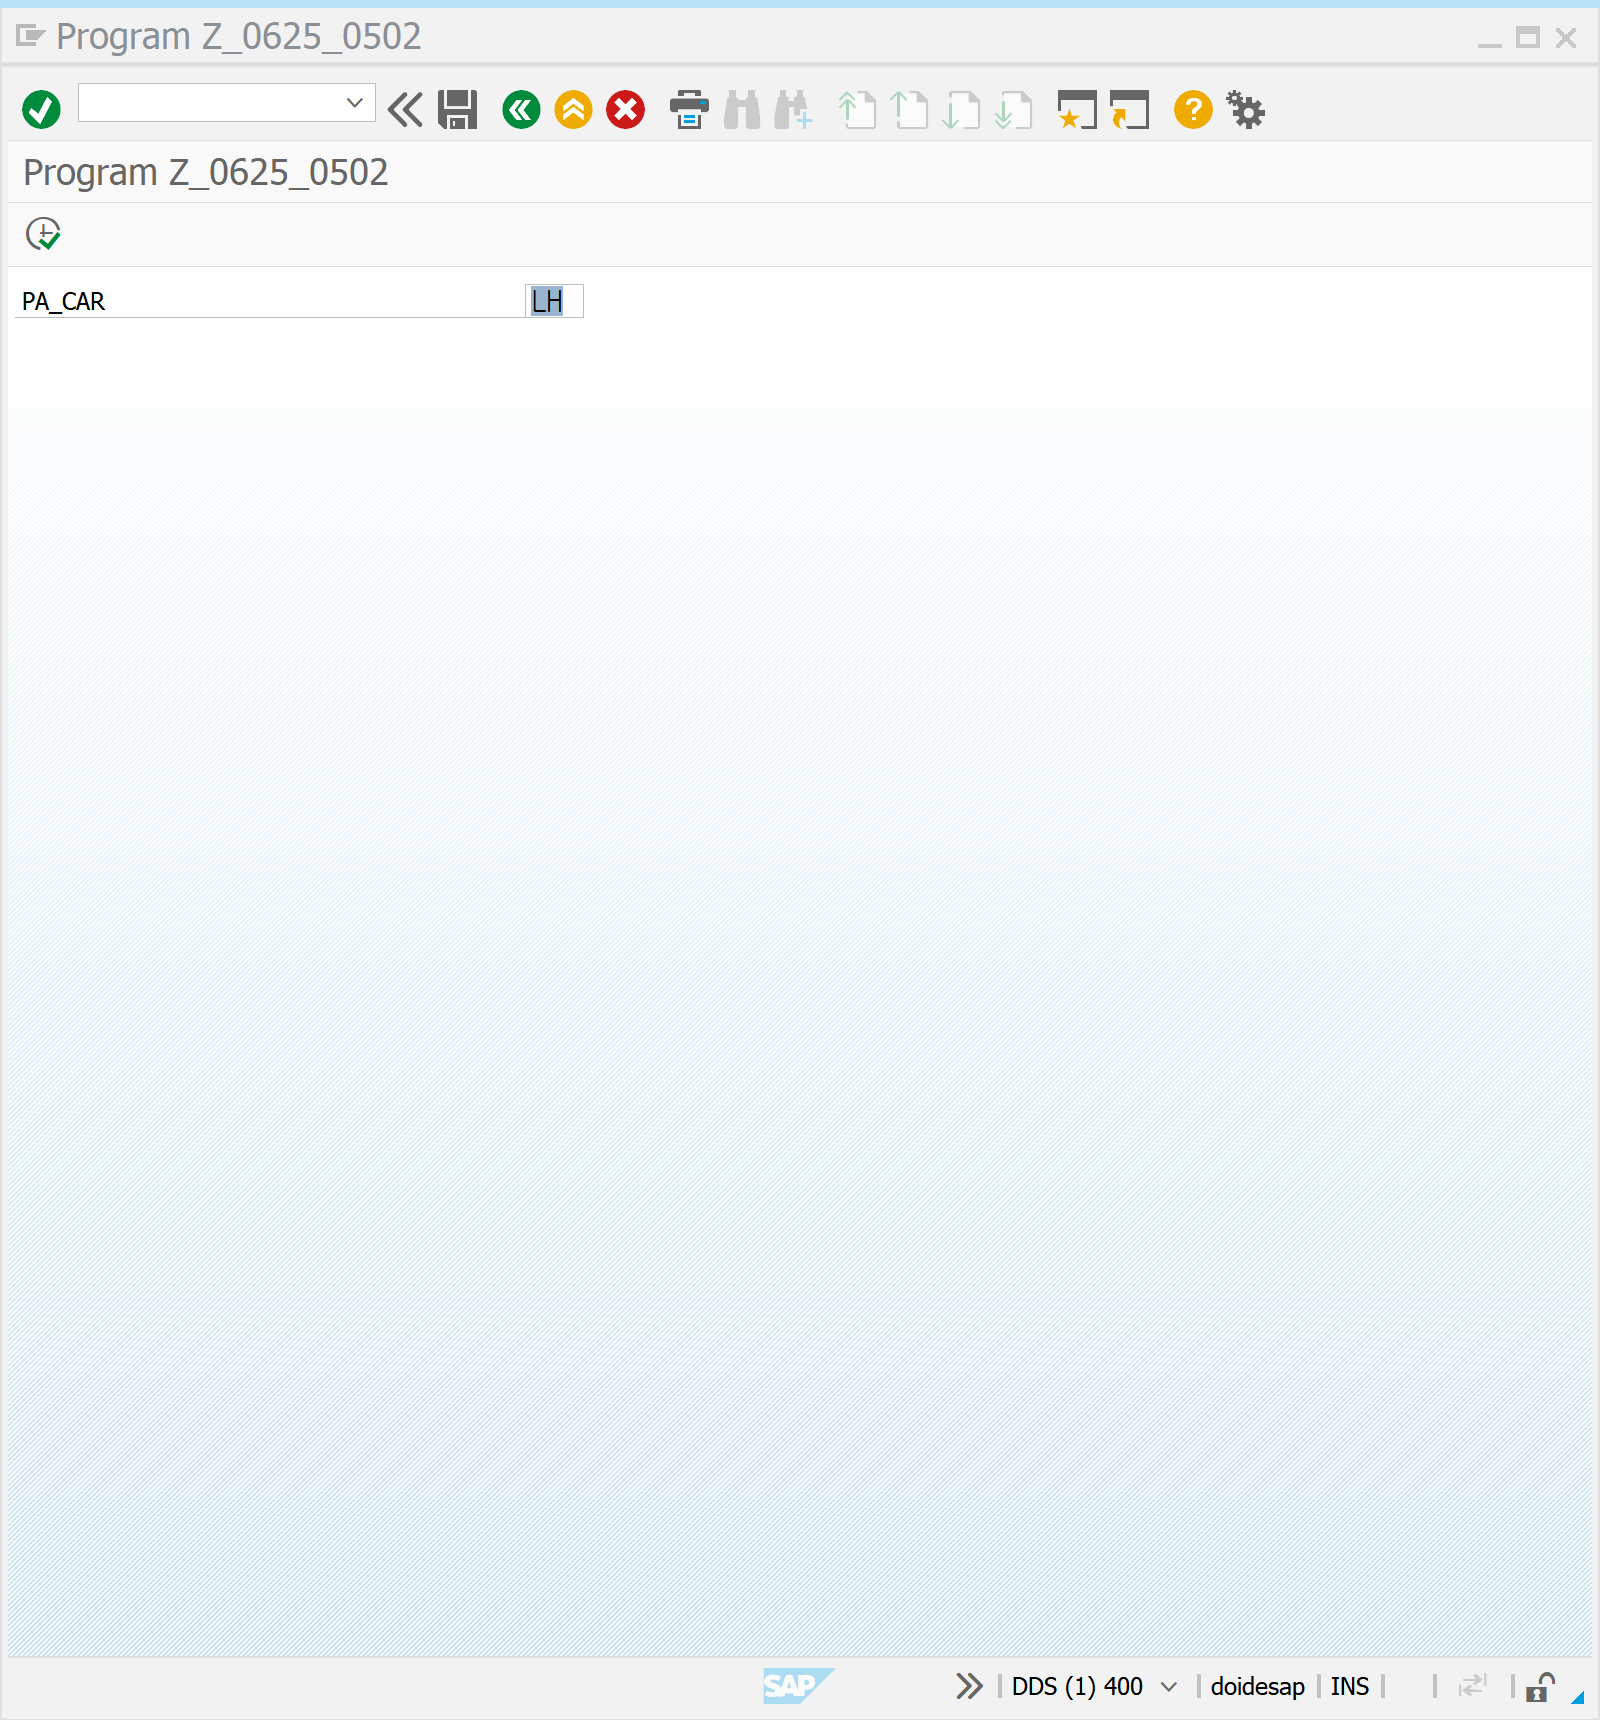 Program Z_0625_0502
Program Z_0625_0502
PA_CAR LH
SAP DDS (1) 400 doidesap INS